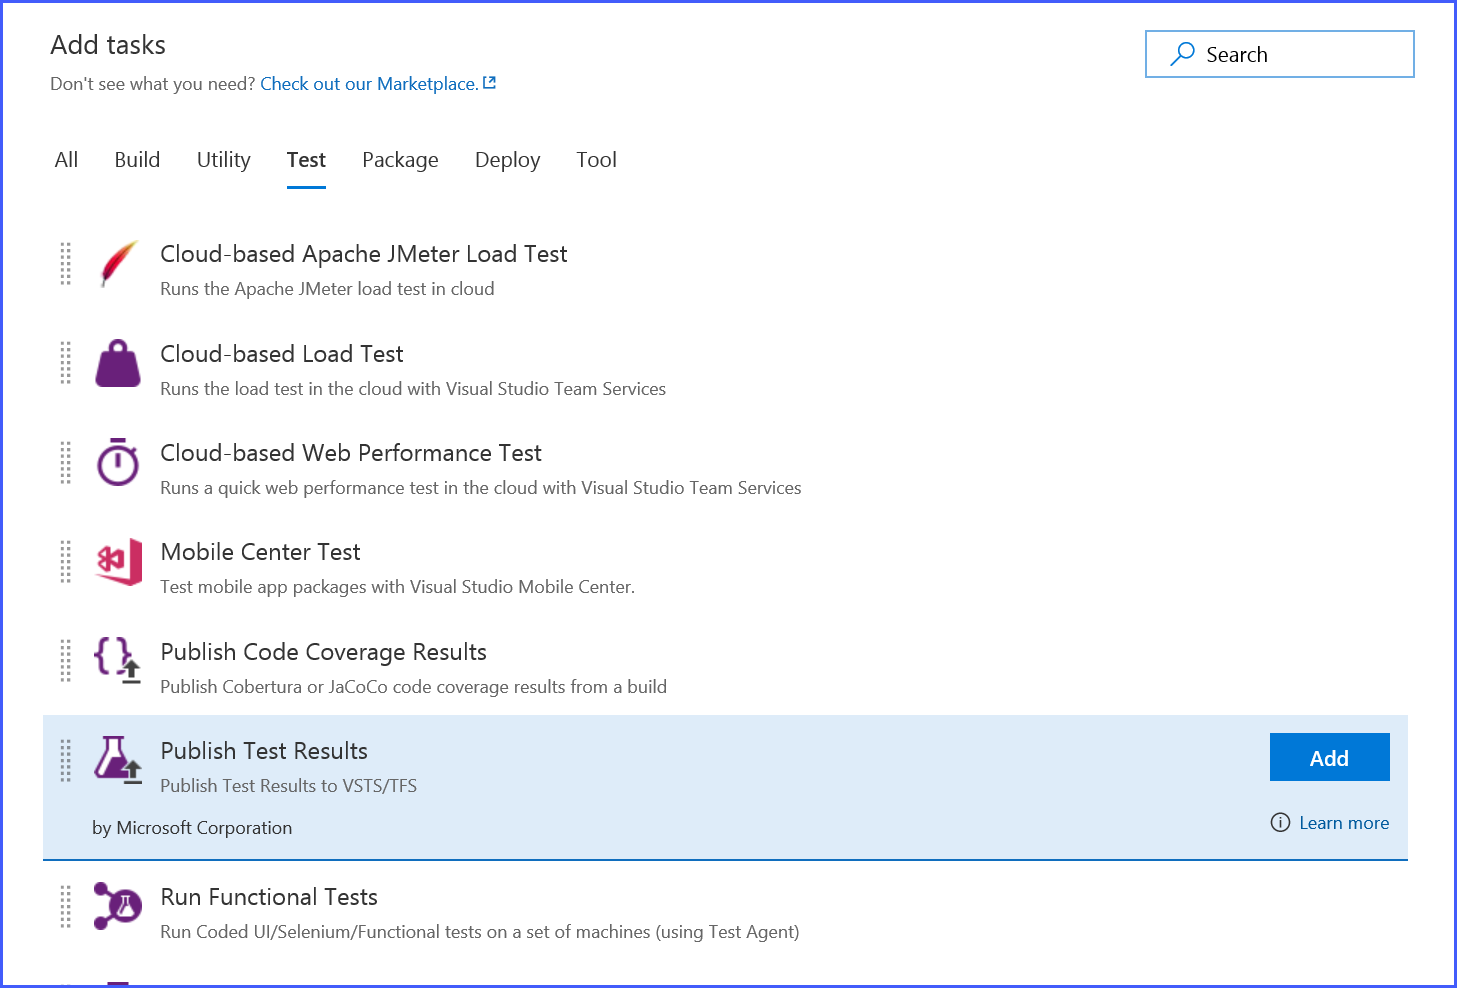 Add tasks
Search
Don't see what you need? Check out our Marketplace.
All Build Utility Test Package Deploy Tool
Cloud-based Apache JMeter Load Test
Runs the Apache JMeter load test in cloud
Cloud-based Load Test
Runs the load test in the cloud with Visual Studio Team Services
Cloud-based Web Performance Test
Runs a quick web performance test in the cloud with Visual Studio Team Services
Mobile Center Test
Test mobile app packages with Visual Studio Mobile Center.
Publish Code Coverage Results
Publish Cobertura or JaCoCo code coverage results from a build
Publish Test Results
Add
Publish Test Results to VSTS/TFS
by Microsoft Corporation
Learn more
Run Functional Tests
Run Coded UI/Selenium/Functional tests on a set of machines (using Test Agent)